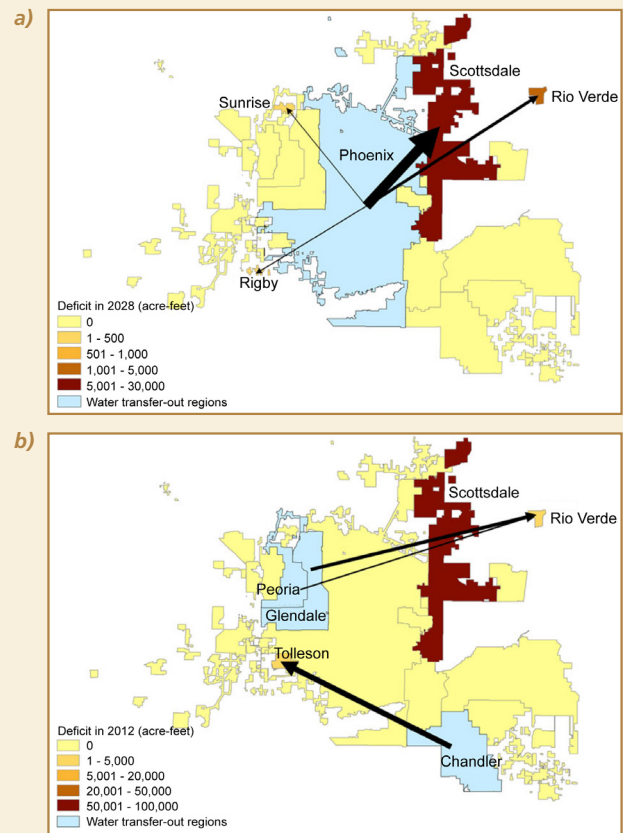 a)
Scottsdale
Sunrise
Rio Verde
Phoenix
Rigby
Deficit in 2028 (acre-feet)
0
1 - 500
501 - 1,000
1,001 - 5,000
5,001 - 30,000
Water transfer-out regions
b)
Scottsdale
Rio Verde
Peoria
Glendale
Tolleson
Deficit in 2012 (acre-feet)
0
1 - 5,000
5,001 - 20,000
20,001 - 50,000
50,001 - 100,000
Water transfer-out regions
Chandler